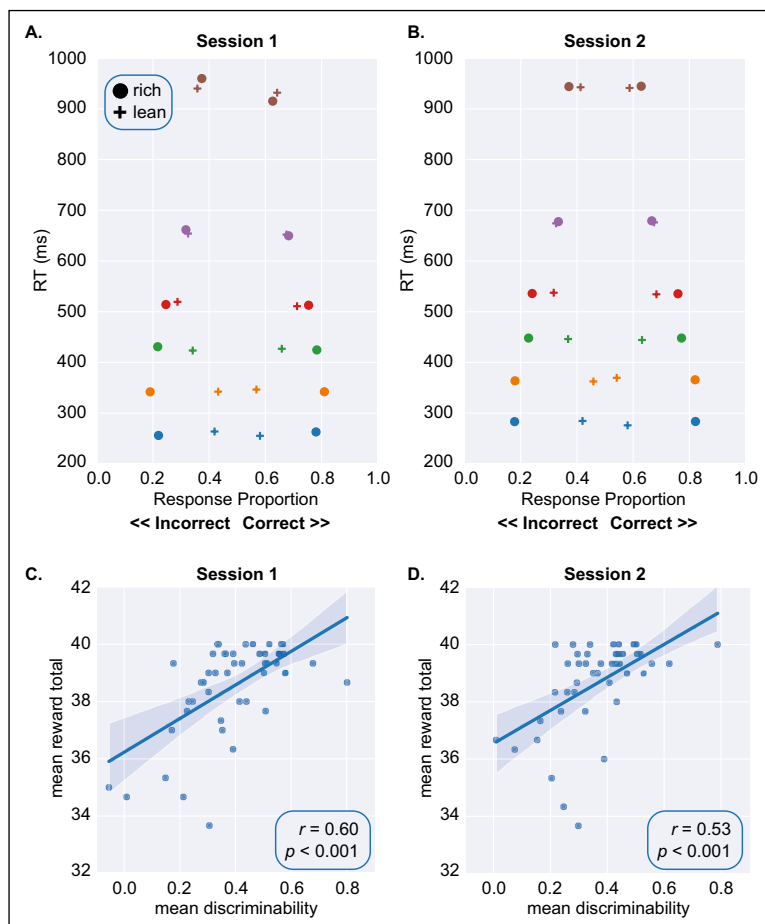 A.
Session 1
B.
Session 2
1000
900
800
700
600
500
400
300
200
RT (ms)
rich
lean
0.0 0.2 0.4 0.6 0.8 1.0
Response Proportion
<< Incorrect Correct >>
1000
900
800
700
600
500
400
300
200
0.0 0.2 0.4 0.6 0.8 1.0
Response Proportion
<< Incorrect Correct >>
C.
Session 1
D.
Session 2
42
40
38
36
34
32
mean reward total
r = 0.60
p < 0.001
0.0 0.2 0.4 0.6 0.8
mean discriminability
42
40
38
36
34
32
mean reward total
r = 0.53
p < 0.001
0.0 0.2 0.4 0.6 0.8
mean discriminability